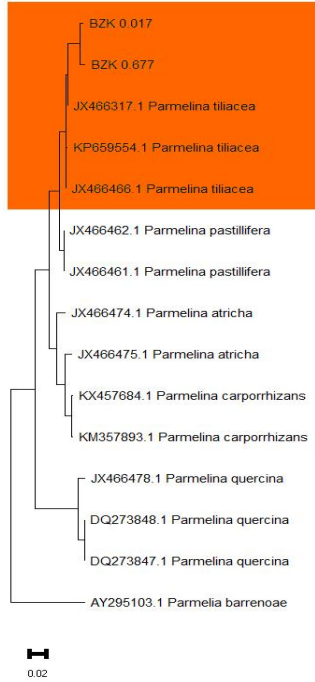 BZK 0.017
BZK 0.677
JX466317.1 Parmelina tiliacea
KP659554.1 Parmelina tiliacea
JX466466.1 Parmelina tiliacea
JX466462.1 Parmelina pastillifera
JX466461.1 Parmelina pastillifera
JX466474.1 Parmelina atricha
JX466475.1 Parmelina atricha
KX457684.1 Parmelina carporrhizans
KM357893.1 Parmelina carporrhizans
JX466478.1 Parmelina quercina
DQ273848.1 Parmelina quercina
DQ273847.1 Parmelina quercina
AY295103.1 Parmelia barrenoae
0.02